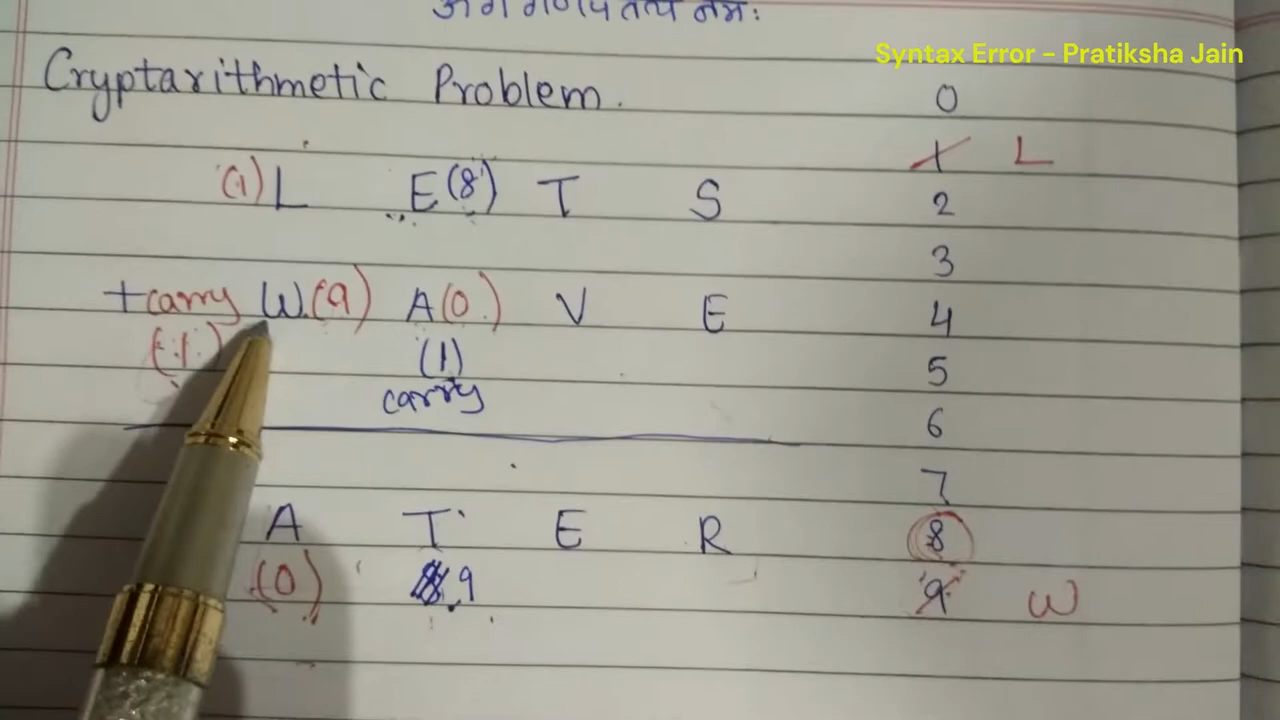 Syntax Error - Pratiksha Jain
Cryptarithmetic Problem.
0
1 L
(1) L E(8) T S
2
3
+ carry W(9) A(0) V E
4
(1) (1)
5
carry
6
7
A T E R
8
(0) 9
9 W